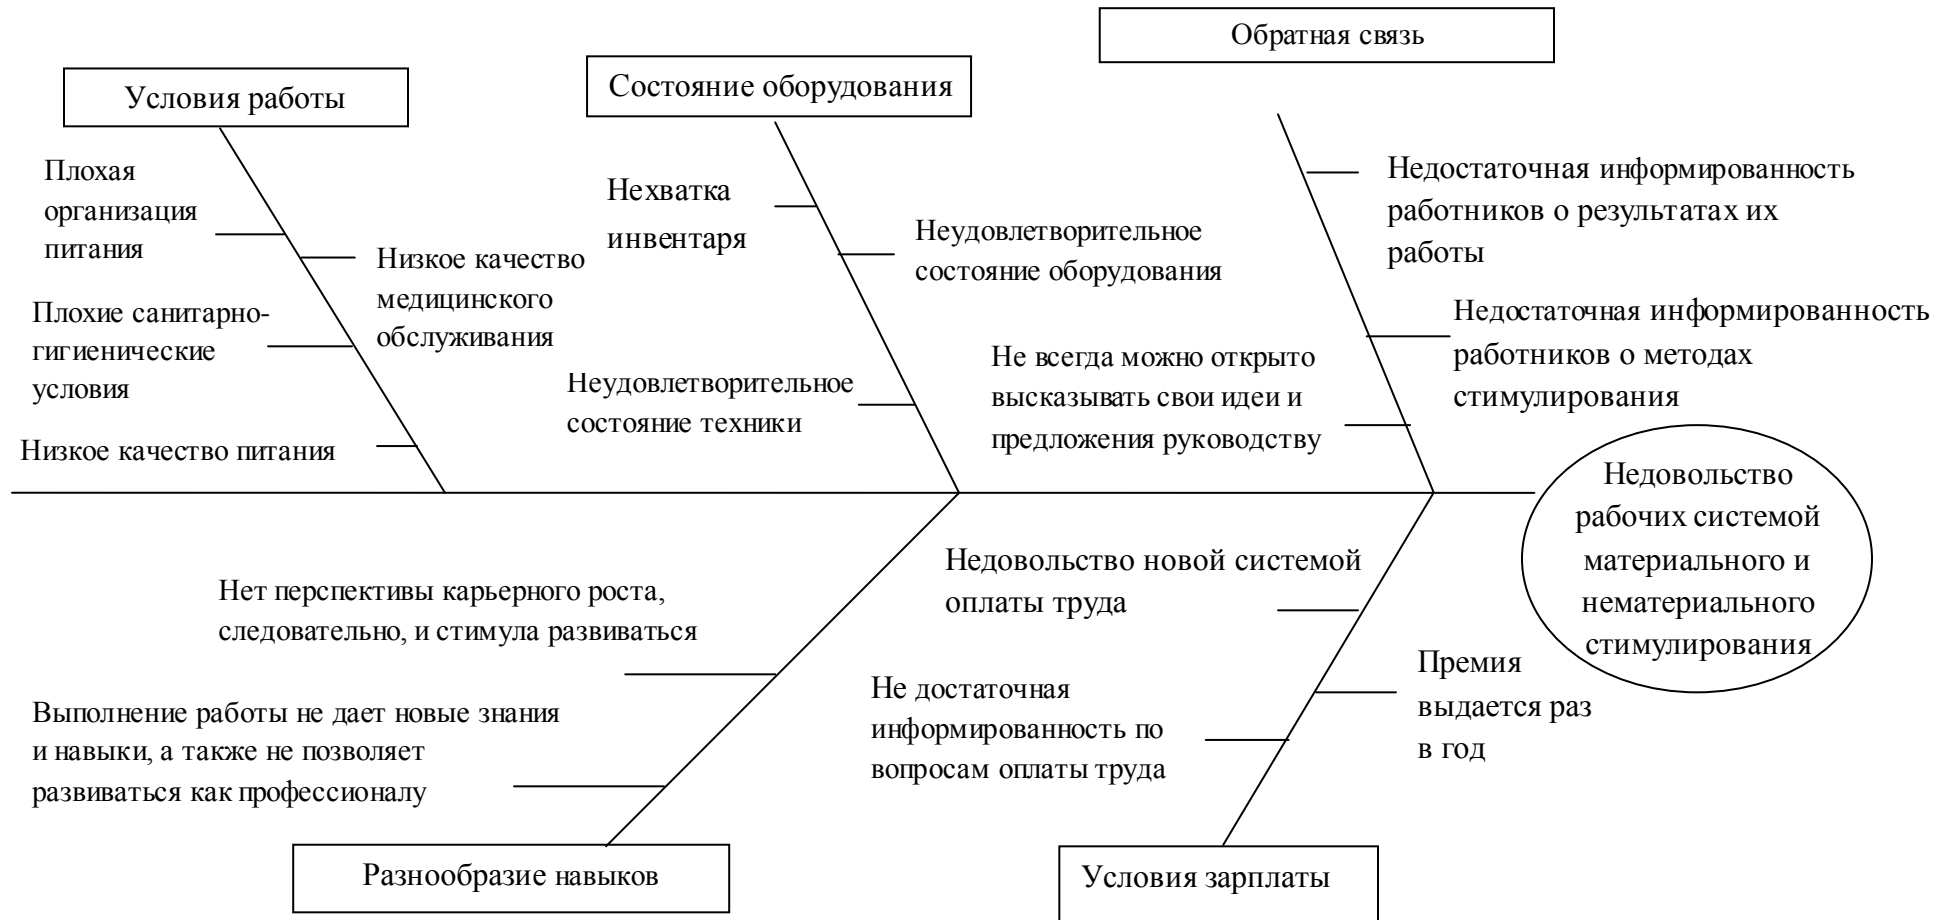 Обратная связь
Условия работы
Состояние оборудования
Плохая
организация
питания
Низкое качество
медицинского
обслуживания
Плохие санитарно-
гигиенические
условия
Низкое качество питания
Нехватка
инвентаря
Неудовлетворительное
состояние оборудования
Неудовлетворительное
состояние техники
Недостаточная информированность
работников о результатах их
работы
Недостаточная информированность
работников о методах
стимулирования
Не всегда можно открыто
высказывать свои идеи и
предложения руководству
Недовольство
рабочих системой
материального и
нематериального
стимулирования
Нет перспективы карьерного роста,
следовательно, и стимула развиваться
Выполнение работы не дает новые знания
и навыки, а также не позволяет
развиваться как профессионалу
Недовольство новой системой
оплаты труда
Не достаточная
информированность по
вопросам оплаты труда
Премия
выдается раз
в год
Разнообразие навыков
Условия зарплаты